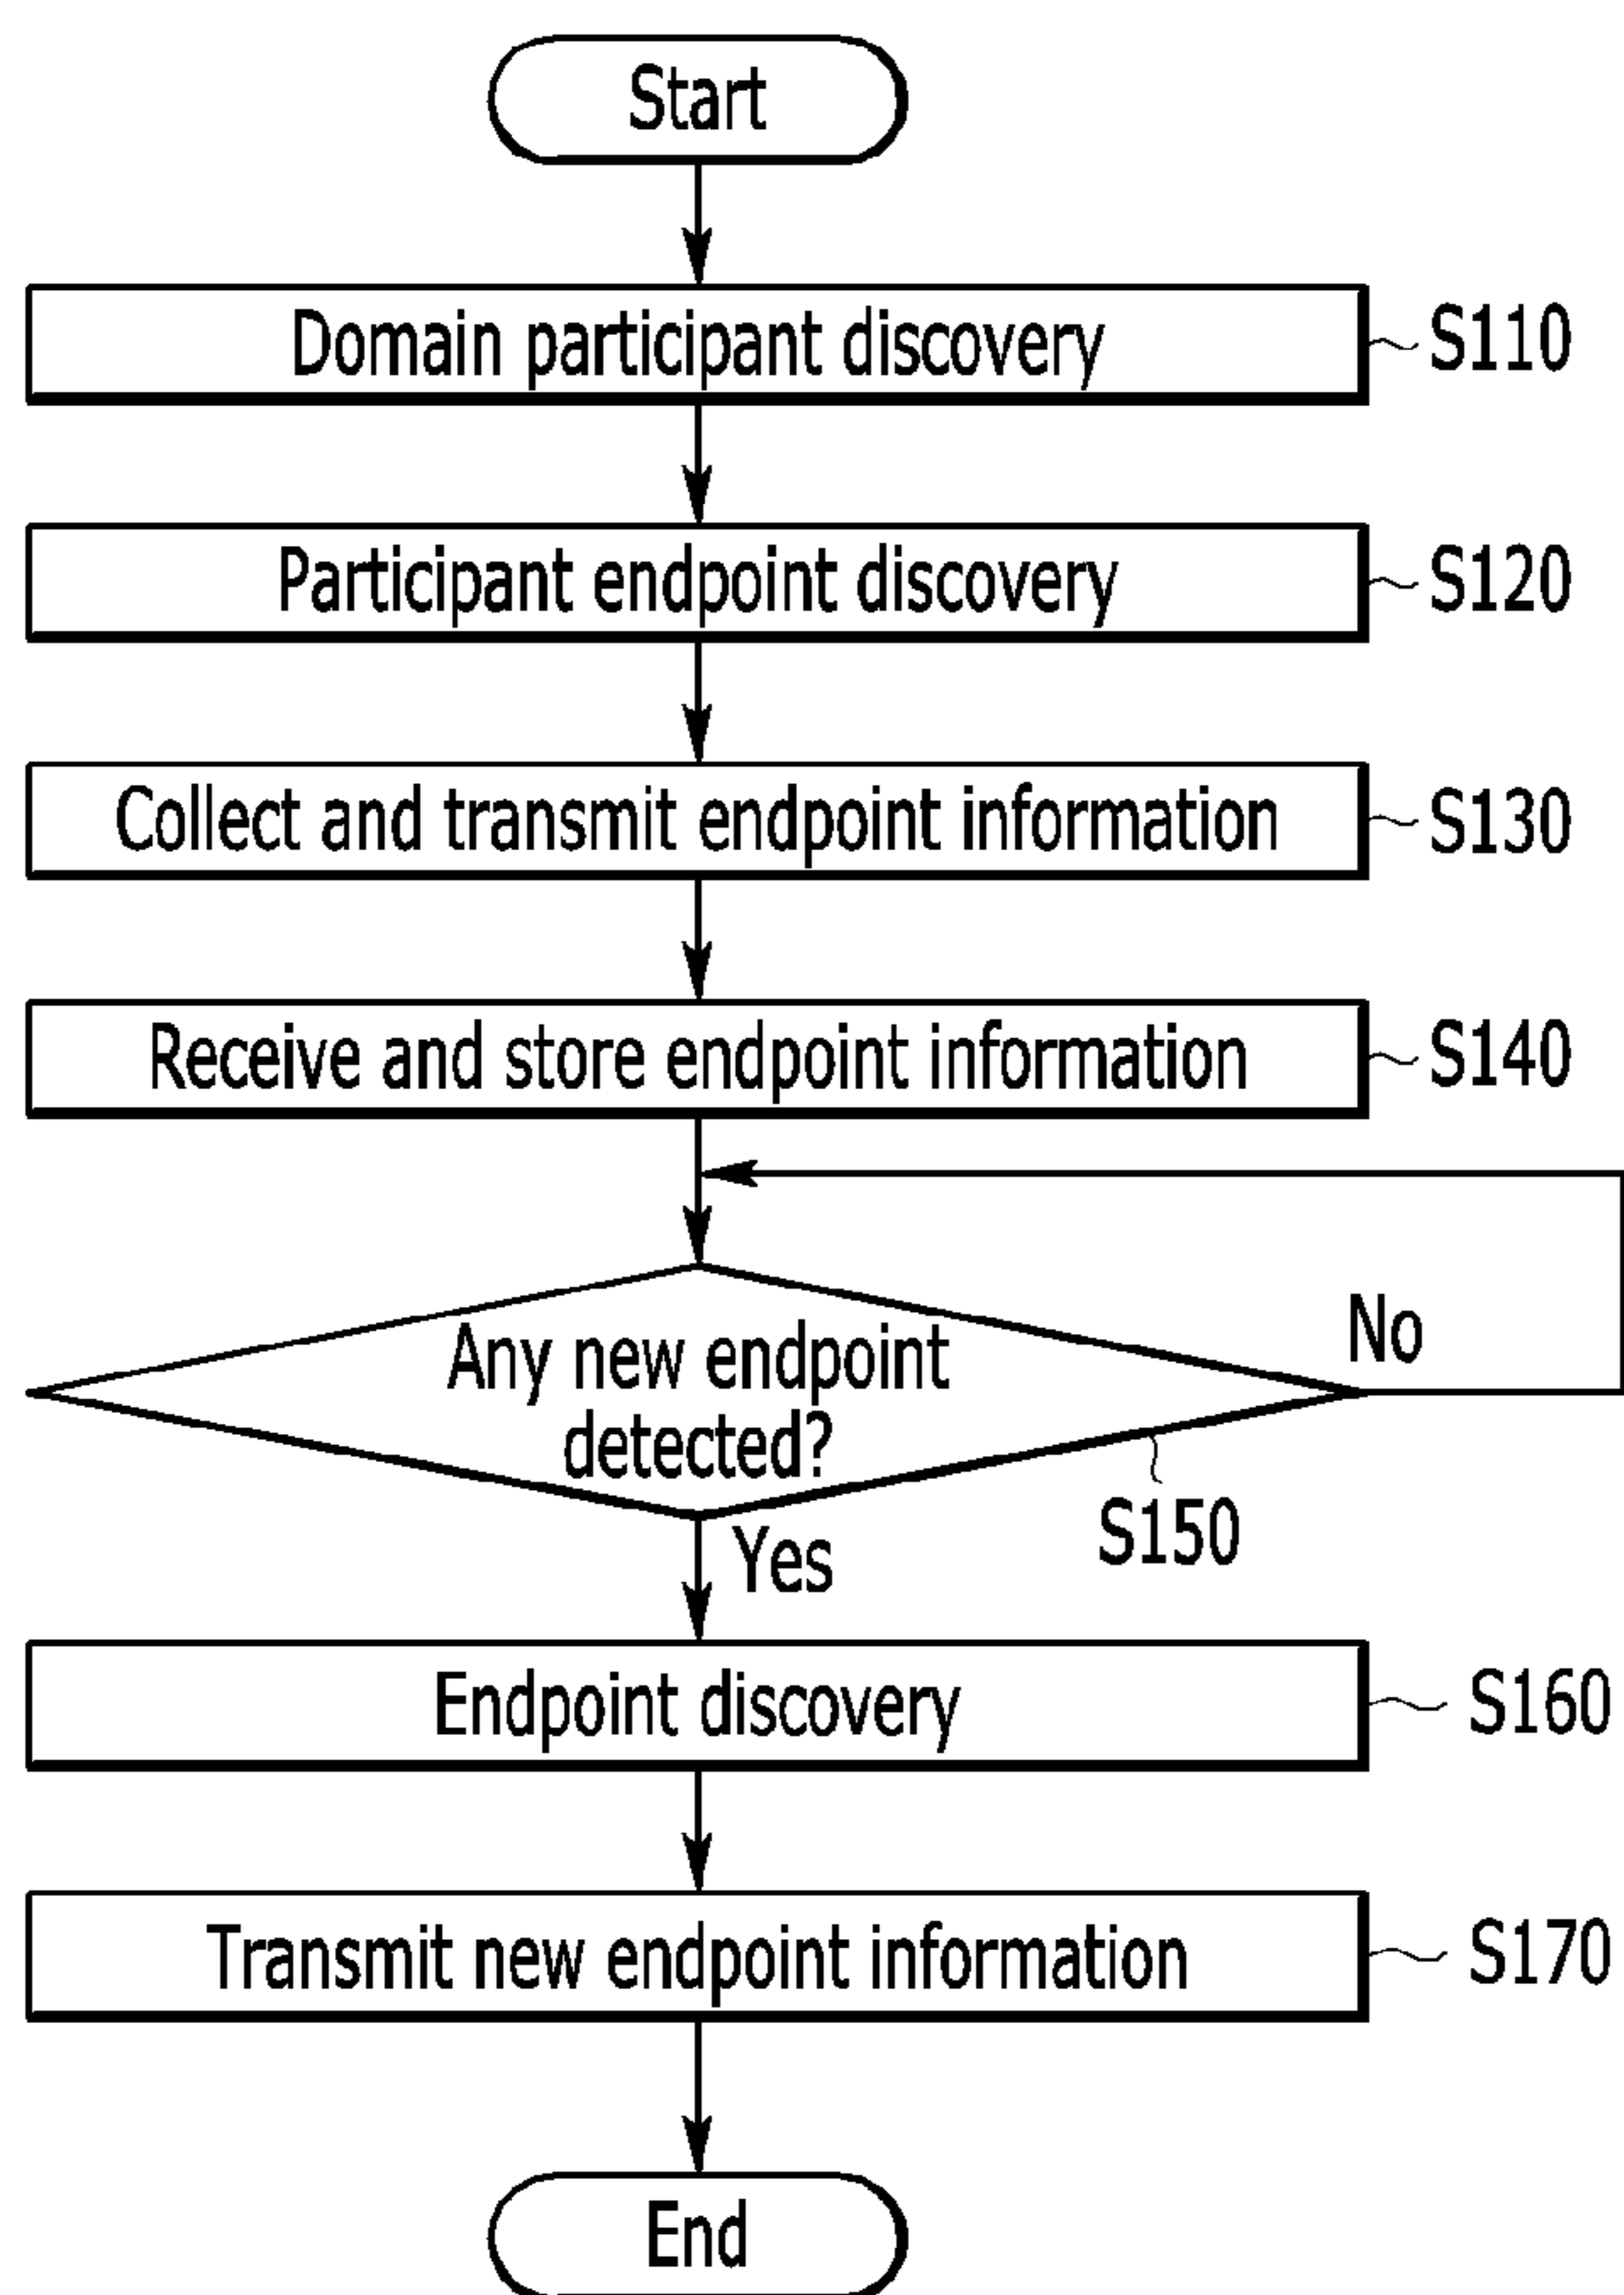 Start
Domain participant discovery
S110
Participant endpoint discovery
S120
Collect and transmit endpoint information
S130
Receive and store endpoint information
S140
Any new endpoint
detected?
No
S150
Yes
Endpoint discovery
S160
Transmit new endpoint information
S170
End